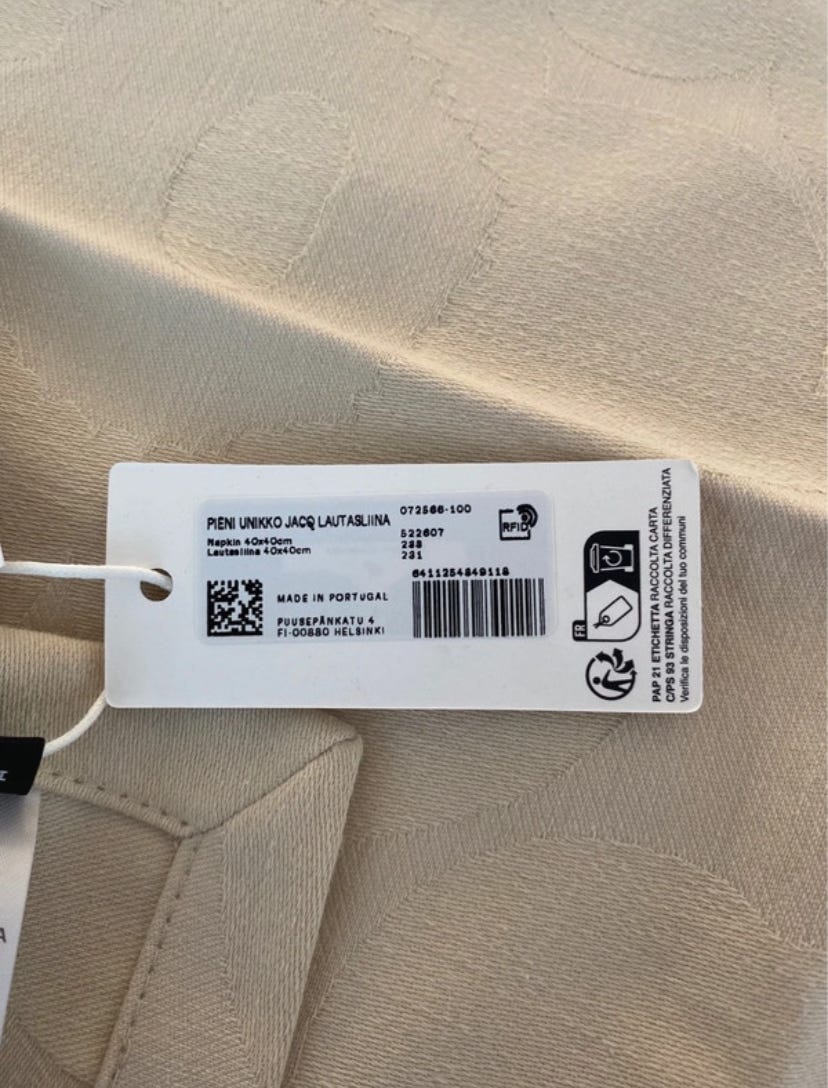 PIENI UNIKKO JACQ LAUTASLIINA
Napkin 40x40cm
Lautasliina 40x40cm
072566-100
522607
233
231
RFID
6411254849118
MADE IN PORTUGAL
PUUSEPÄNKATU 4
FI-00880 HELSINKI
FR
PAP 21 ETICHETTA RACCOLTA CARTA
C/PS 93 STRINGA RACCOLTA DIFFERENZIATA
Verifica le disposizioni del tuo comuni
A